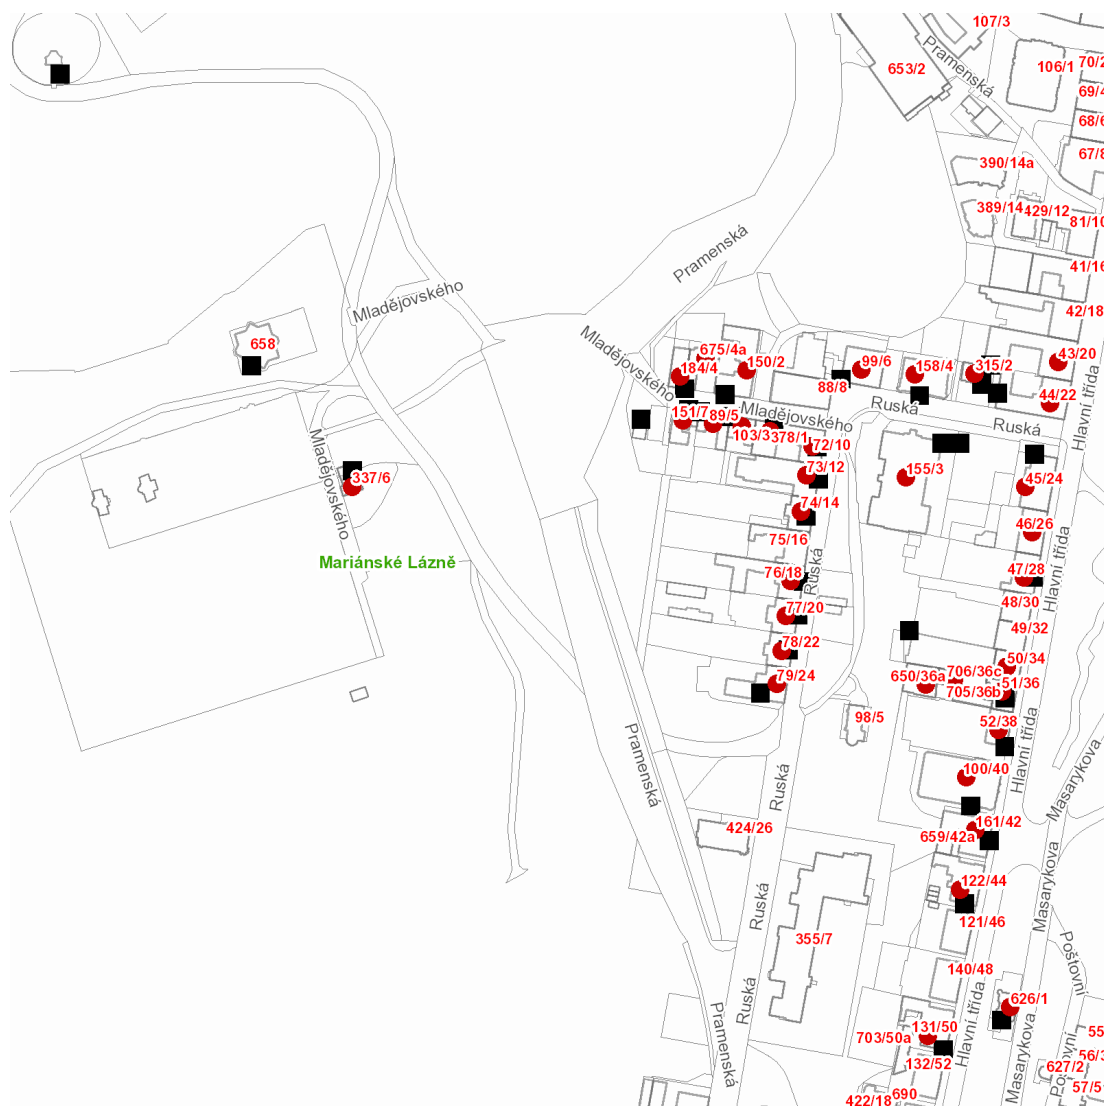 107/3
Pramenská
653/2
106/1
70/2
69/4
68/6
67/8
390/14a
389/14
429/12
81/10
Pramenská
41/16
Mladějovského
42/18
658
Mladějovského
675/4a
150/2
99/6
158/4
315/2
43/20
184/4
88/8
44/22
151/7
89/5
Mladějovského
Ruská
Hlavní třída
103/3
378/1
Ruská
72/10
73/12
155/3
45/24
337/6
Mladějovského
74/14
46/26
75/16
Mariánské Lázně
76/18
Ruská
47/28
Hlavní třída
48/30
77/20
49/32
78/22
50/34
79/24
650/36a
706/36c
51/36
705/36b
98/5
52/38
Hlavní třída
Pramenská
Ruská
100/40
Masarykova
424/26
161/42
659/42a
Ruská
122/44
Masarykova
121/46
355/7
Poštovní
140/48
Ruská
Hlavní třída
626/1
Pramenská
703/50a
131/50
Masarykova
Poštovní
132/52
627/2
56/3
57/5
422/18
690